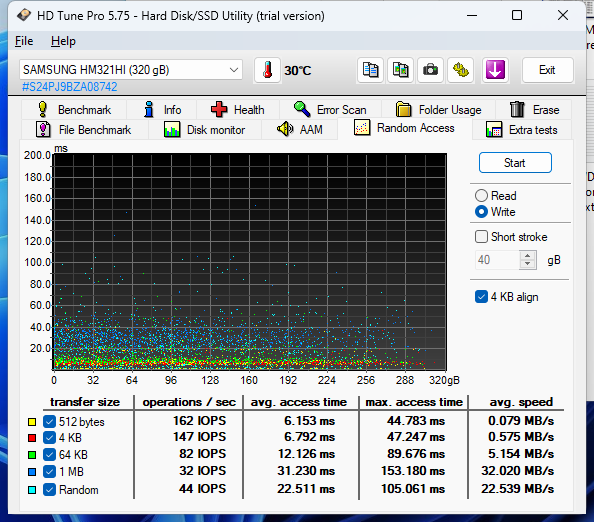 HD Tune Pro 5.75 - Hard Disk/SSD Utility (trial version)
File Help
SAMSUNG HM321HI (320 gB) 30°C Exit
#S24PJ9BZA08742
Benchmark Info Health Error Scan Folder Usage Erase
File Benchmark Disk monitor AAM Random Access Extra tests
ms
200.0
180.0
160.0
140.0
120.0
100.0
80.0
60.0
40.0
20.0
0 32 64 96 128 160 192 224 256 288 320gB
Start
Read
Write
Short stroke
40 gB
4 KB align
transfer size operations / sec avg. access time max. access time avg. speed
512 bytes 162 IOPS 6.153 ms 44.783 ms 0.079 MB/s
4 KB 147 IOPS 6.792 ms 47.247 ms 0.575 MB/s
64 KB 82 IOPS 12.126 ms 89.676 ms 5.154 MB/s
1 MB 32 IOPS 31.230 ms 153.180 ms 32.020 MB/s
Random 44 IOPS 22.511 ms 105.061 ms 22.539 MB/s